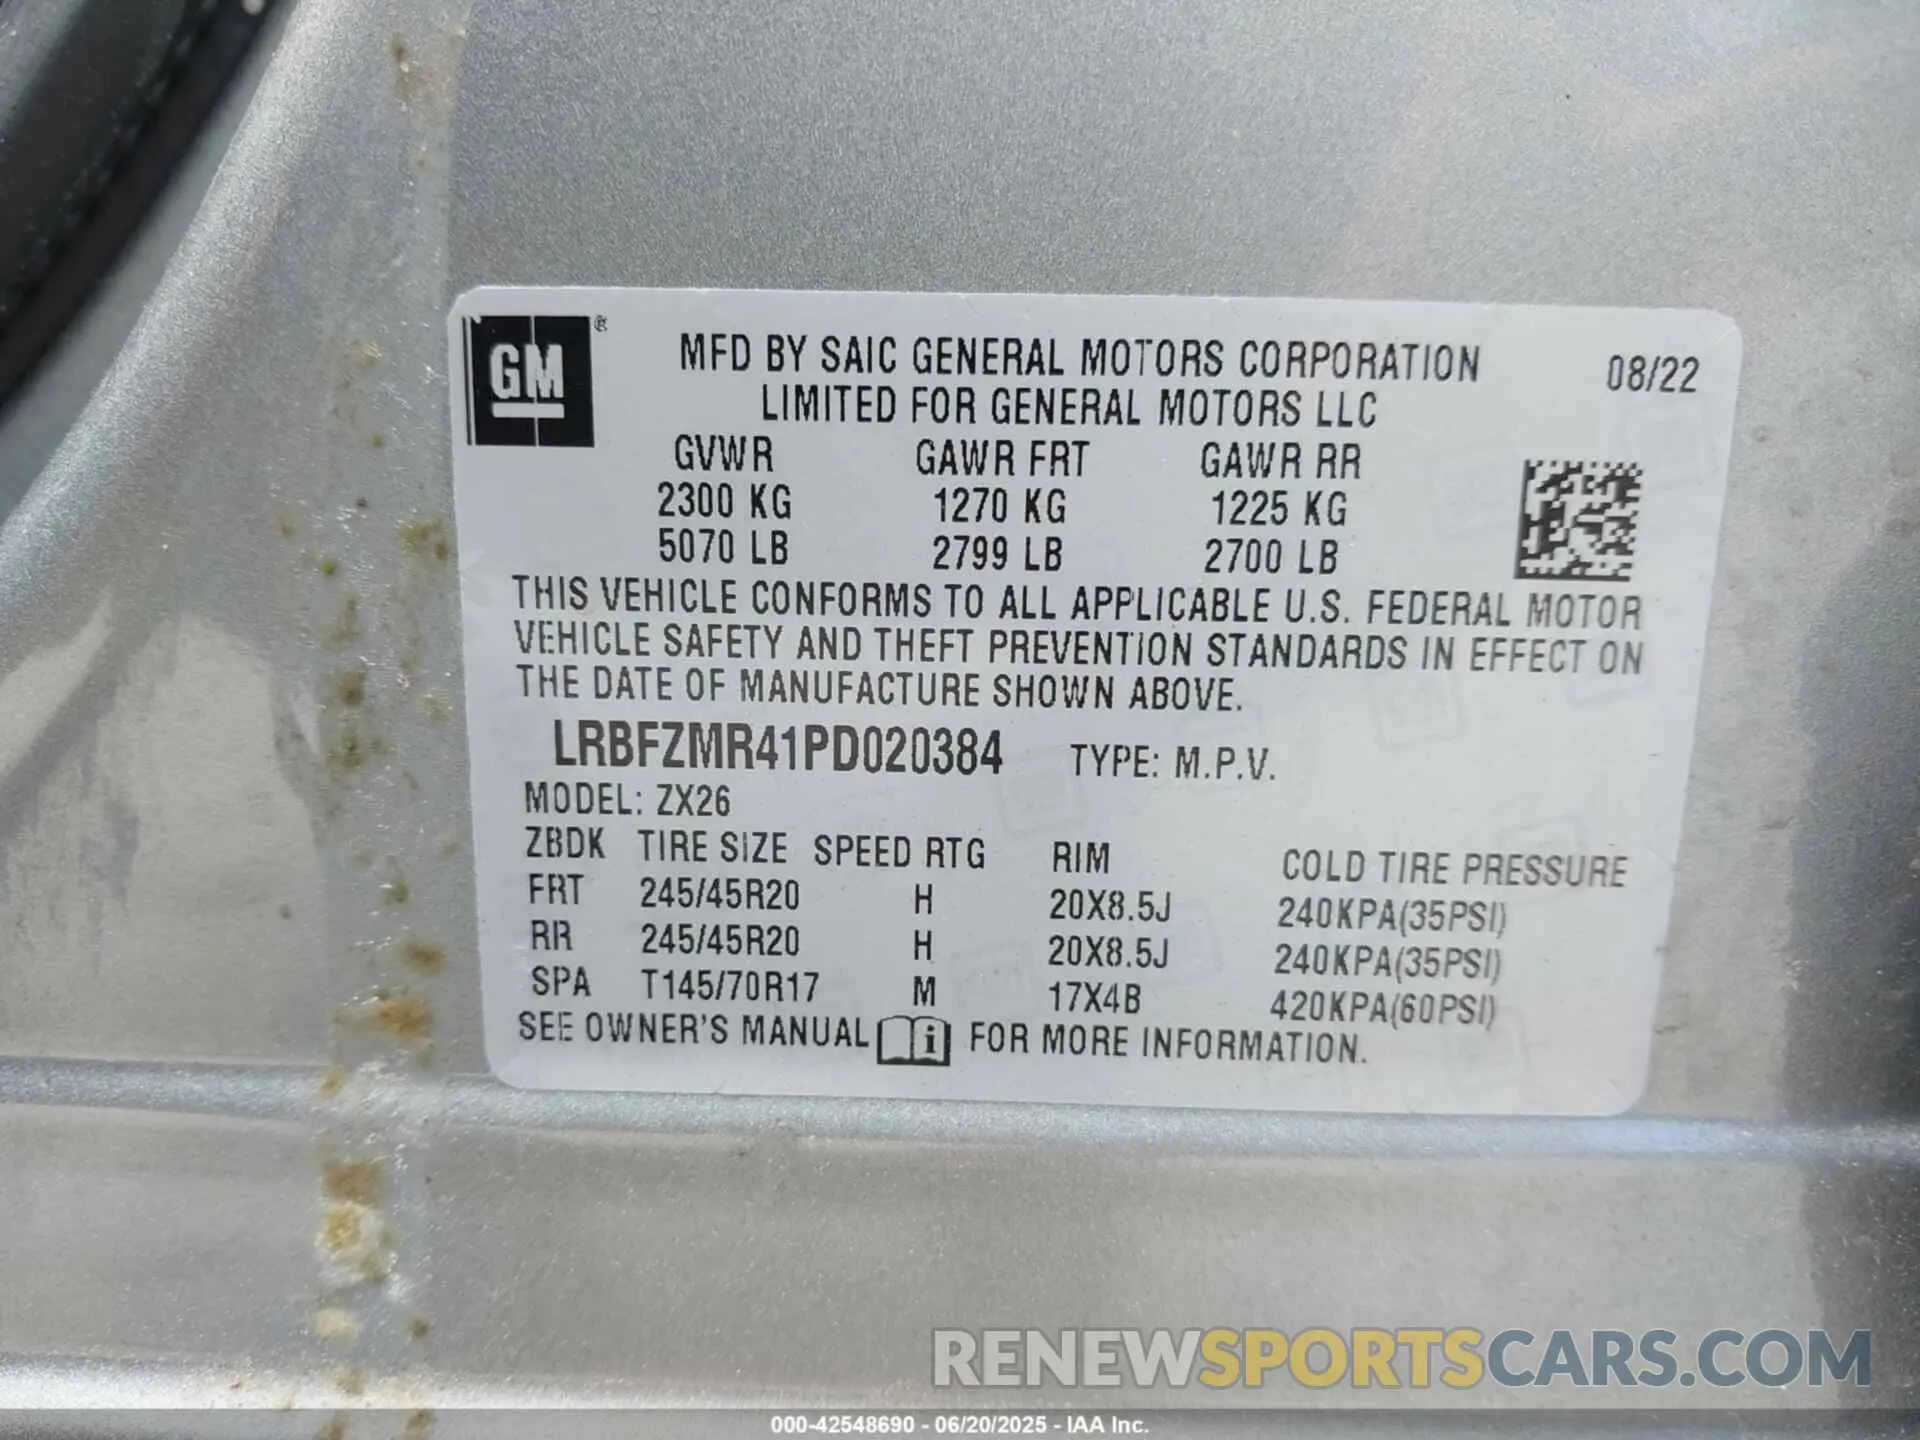 GM ®
MFD BY SAIC GENERAL MOTORS CORPORATION 08/22
LIMITED FOR GENERAL MOTORS LLC
GVWR GAWR FRT GAWR RR
2300 KG 1270 KG 1225 KG
5070 LB 2799 LB 2700 LB
THIS VEHICLE CONFORMS TO ALL APPLICABLE U.S. FEDERAL MOTOR
VEHICLE SAFETY AND THEFT PREVENTION STANDARDS IN EFFECT ON
THE DATE OF MANUFACTURE SHOWN ABOVE.
LRBFZMR41PD020384 TYPE: M.P.V.
MODEL: ZX26
ZBDK TIRE SIZE SPEED RTG RIM COLD TIRE PRESSURE
FRT 245/45R20 H 20X8.5J 240KPA(35PSI)
RR 245/45R20 H 20X8.5J 240KPA(35PSI)
SPA T145/70R17 M 17X4B 420KPA(60PSI)
SEE OWNER'S MANUAL i FOR MORE INFORMATION.
RENEWSPORTSCARS.COM
000-42548690 - 06/20/2025 - IAA Inc.